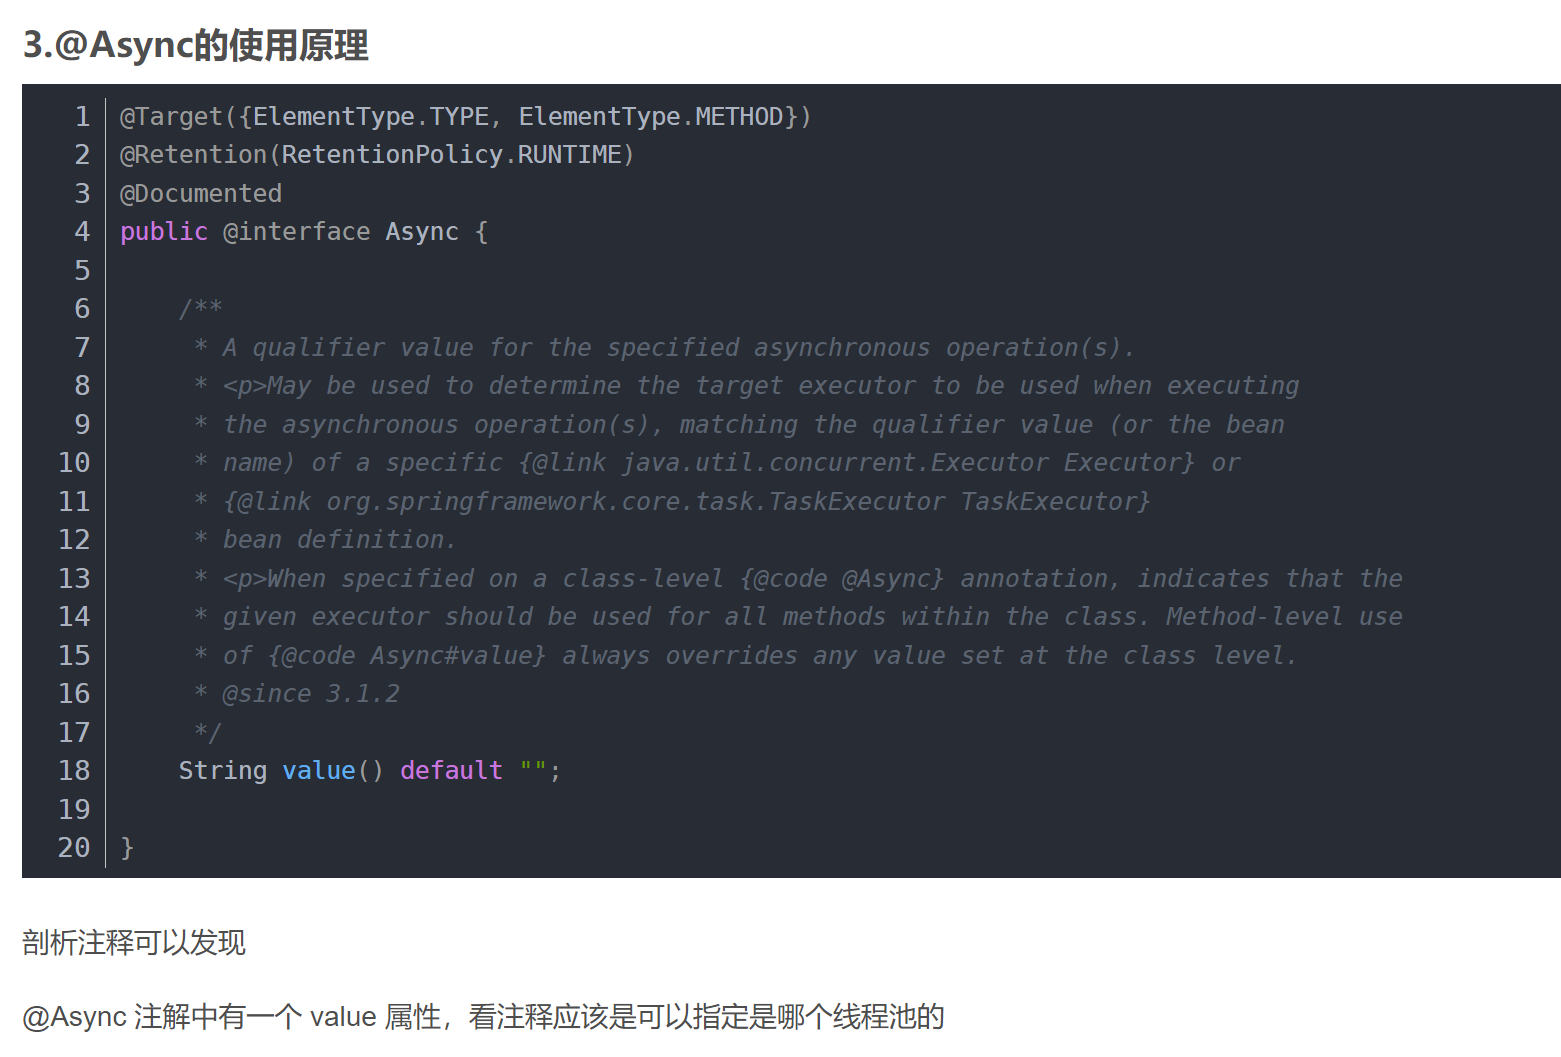 3.@Async的使用原理
1 @Target({ElementType.TYPE, ElementType.METHOD})
2 @Retention(RetentionPolicy.RUNTIME)
3 @Documented
4 public @interface Async {
5
6     /**
7      * A qualifier value for the specified asynchronous operation(s).
8      * <p>May be used to determine the target executor to be used when executing
9      * the asynchronous operation(s), matching the qualifier value (or the bean
10      * name) of a specific {@link java.util.concurrent.Executor Executor} or
11      * {@link org.springframework.core.task.TaskExecutor TaskExecutor}
12      * bean definition.
13      * <p>When specified on a class-level {@code @Async} annotation, indicates that the
14      * given executor should be used for all methods within the class. Method-level use
15      * of {@code Async#value} always overrides any value set at the class level.
16      * @since 3.1.2
17      */
18     String value() default "";
19
20 }
剖析注释可以发现
@Async 注解中有一个 value 属性，看注释应该是可以指定是哪个线程池的